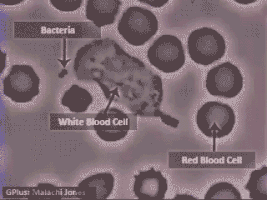 Bacteria
White Blood Cell
Red Blood Cell
GPlus: Malachi Jones